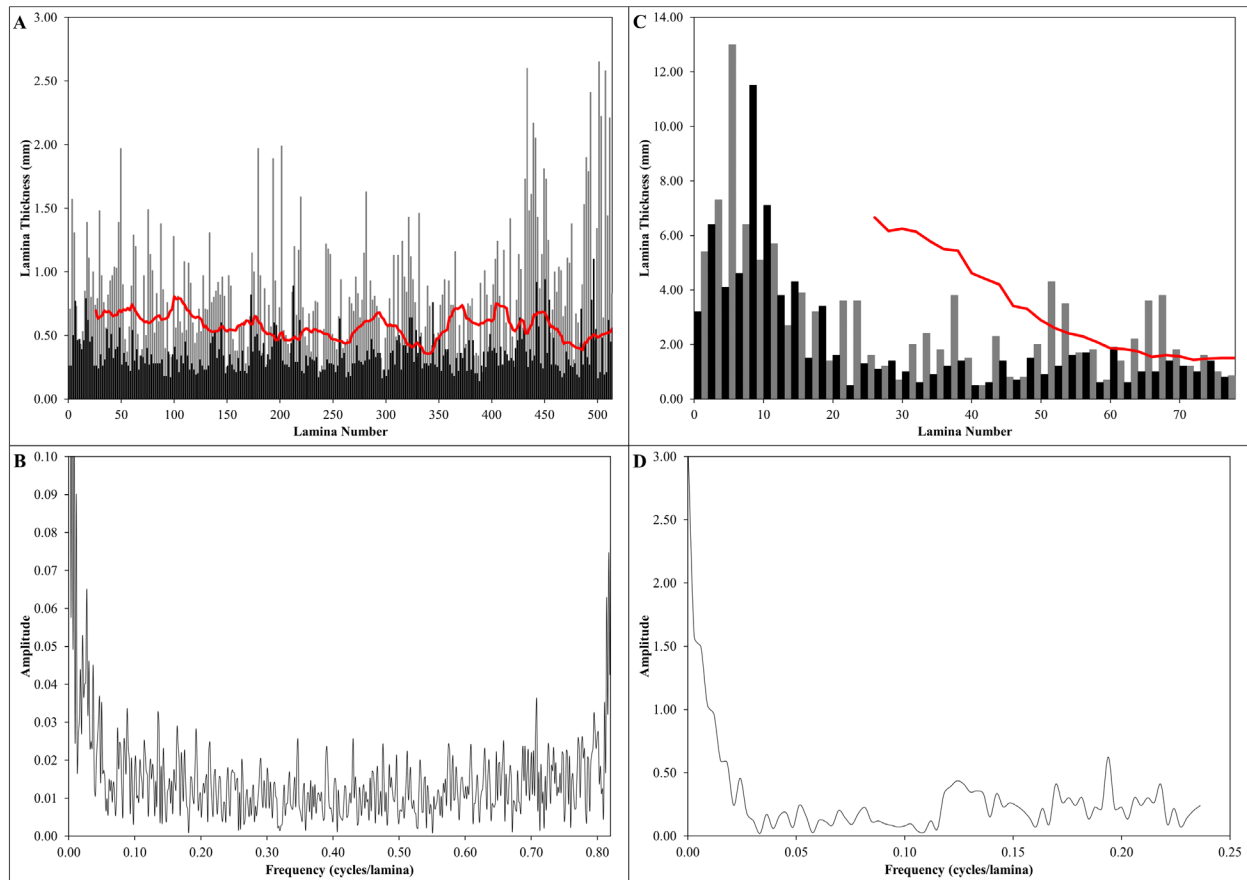 A
3.00
2.50
2.00
1.50
1.00
0.50
0.00
Lamina Thickness (mm)
0 50 100 150 200 250 300 350 400 450 500
Lamina Number
C
14.00
12.00
10.00
8.00
6.00
4.00
2.00
0.00
Lamina Thickness (mm)
0 10 20 30 40 50 60 70
Lamina Number
B
0.10
0.09
0.08
0.07
0.06
0.05
0.04
0.03
0.02
0.01
0.00
Amplitude
0.00 0.10 0.20 0.30 0.40 0.50 0.60 0.70 0.80
Frequency (cycles/lamina)
D
3.00
2.50
2.00
1.50
1.00
0.50
0.00
Amplitude
0.00 0.05 0.10 0.15 0.20 0.25
Frequency (cycles/lamina)